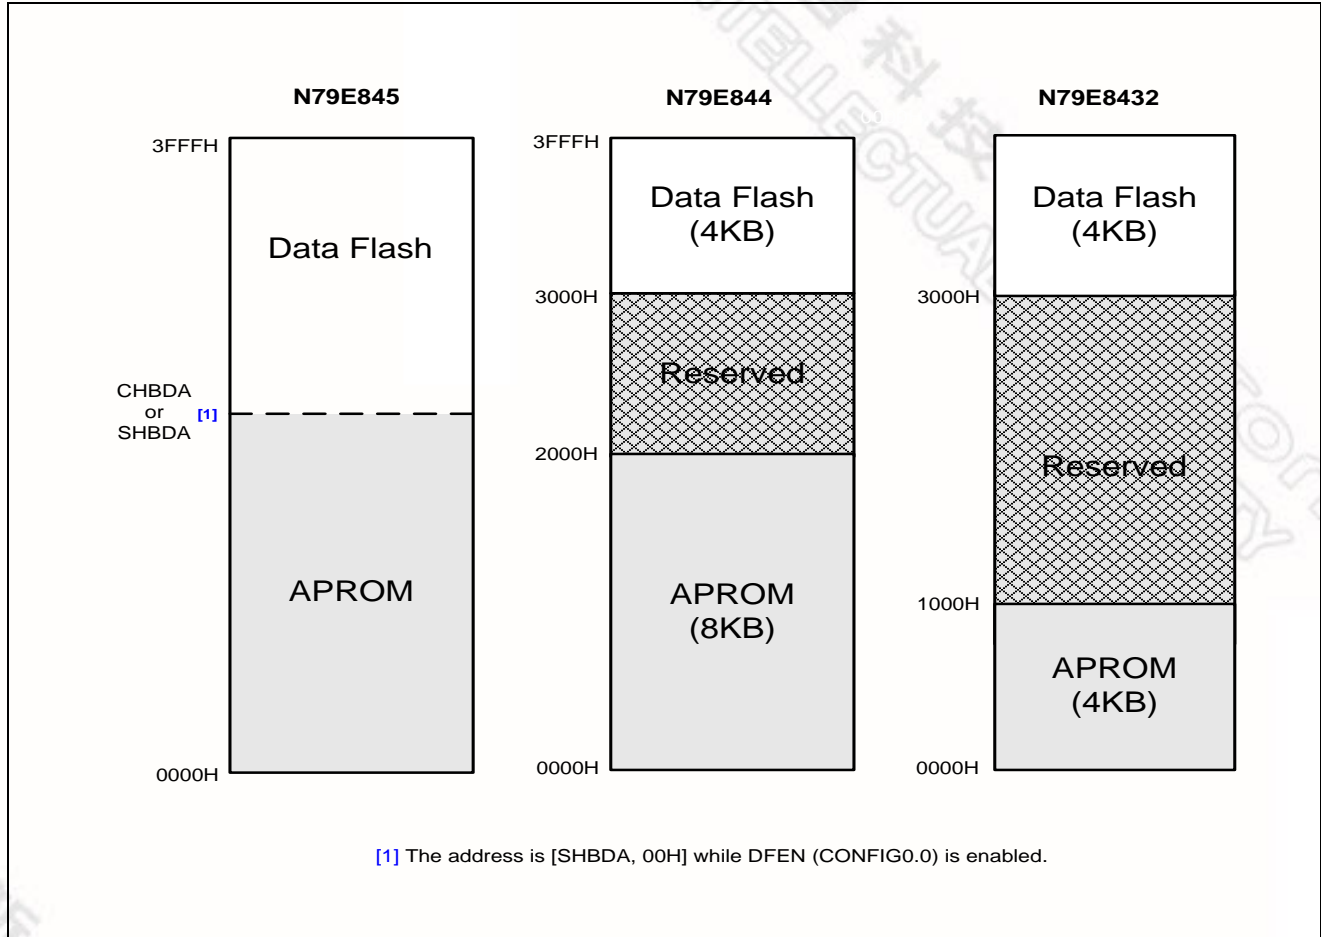 N79E845
N79E844
N79E8432
3FFFH
Data Flash
CHBDA
or
SHBDA
[1]
APROM
0000H
3FFFH
Data Flash
(4KB)
3000H
Reserved
2000H
APROM
(8KB)
0000H
Data Flash
(4KB)
3000H
Reserved
1000H
APROM
(4KB)
0000H
[1] The address is [SHBDA, 00H] while DFEN (CONFIG0.0) is enabled.